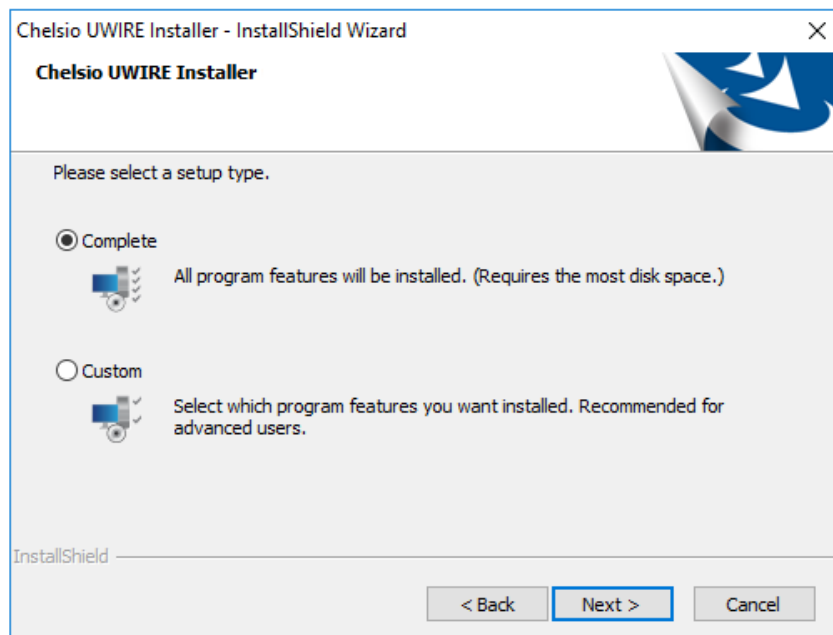 Chelsio UWIRE Installer - InstallShield Wizard
Chelsio UWIRE Installer
Please select a setup type.
Complete
All program features will be installed. (Requires the most disk space.)
Custom
Select which program features you want installed. Recommended for
advanced users.
InstallShield
< Back Next > Cancel